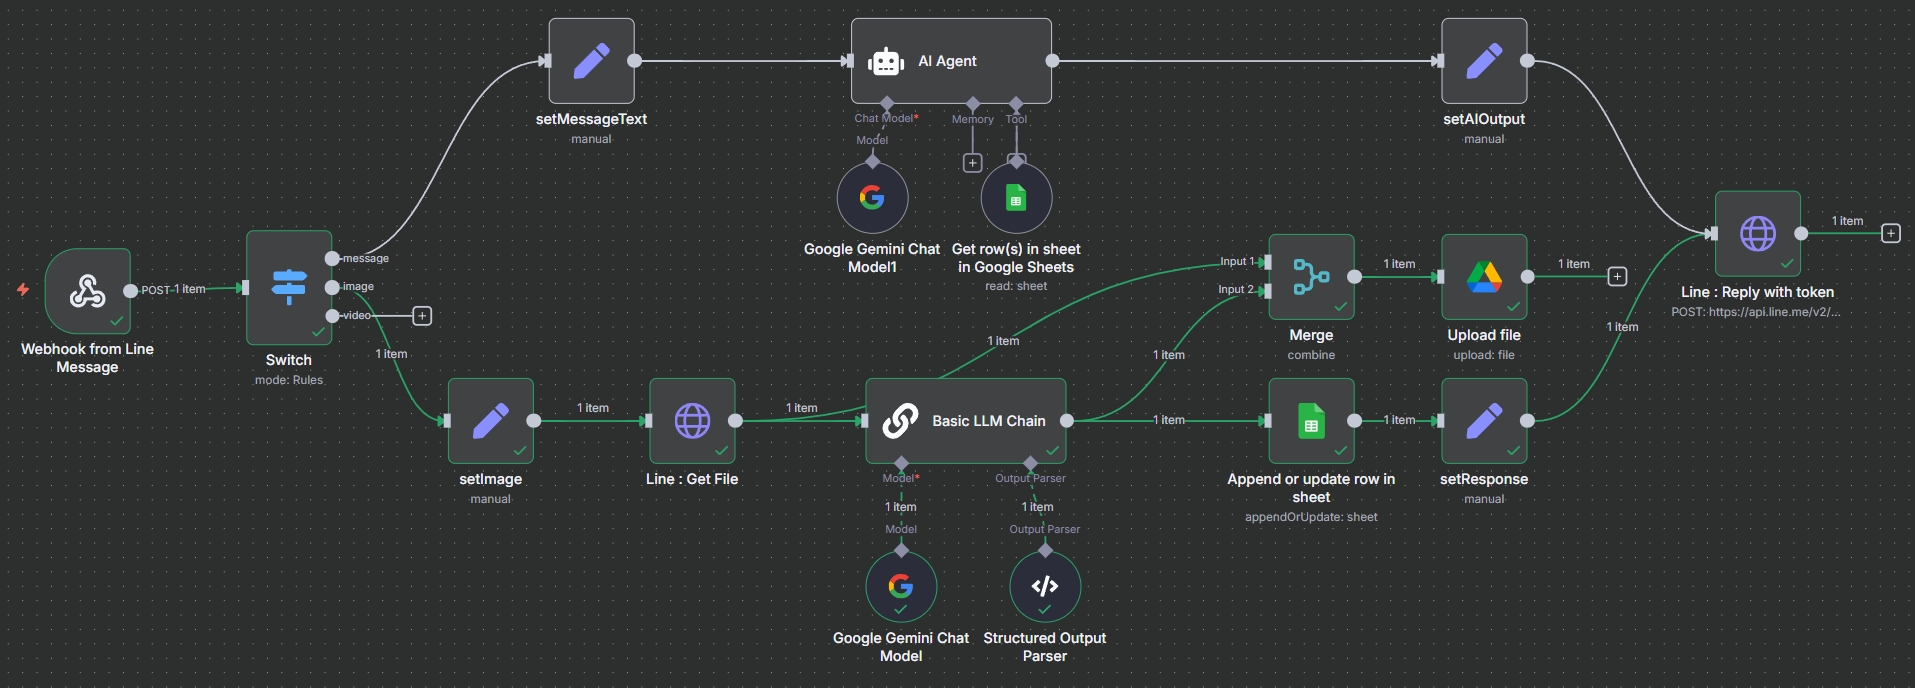 setMessageText
manual
AI Agent
Chat Model*
Memory
Tool
Model
Google Gemini Chat
Model1
Get row(s) in sheet
in Google Sheets
read: sheet
setAIOutput
manual
Webhook from Line
Message
POST
1 item
Switch
mode: Rules
message
image
video
1 item
setImage
manual
1 item
Line : Get File
1 item
1 item
Basic LLM Chain
Model*
Output Parser
1 item
1 item
Model
Output Parser
Google Gemini Chat
Model
Structured Output
Parser
1 item
1 item
Input 1
Input 2
Merge
combine
1 item
Upload file
upload: file
1 item
Append or update row in
sheet
appendOrUpdate: sheet
1 item
setResponse
manual
1 item
Line : Reply with token
POST: https://api.line.me/v2/...
1 item